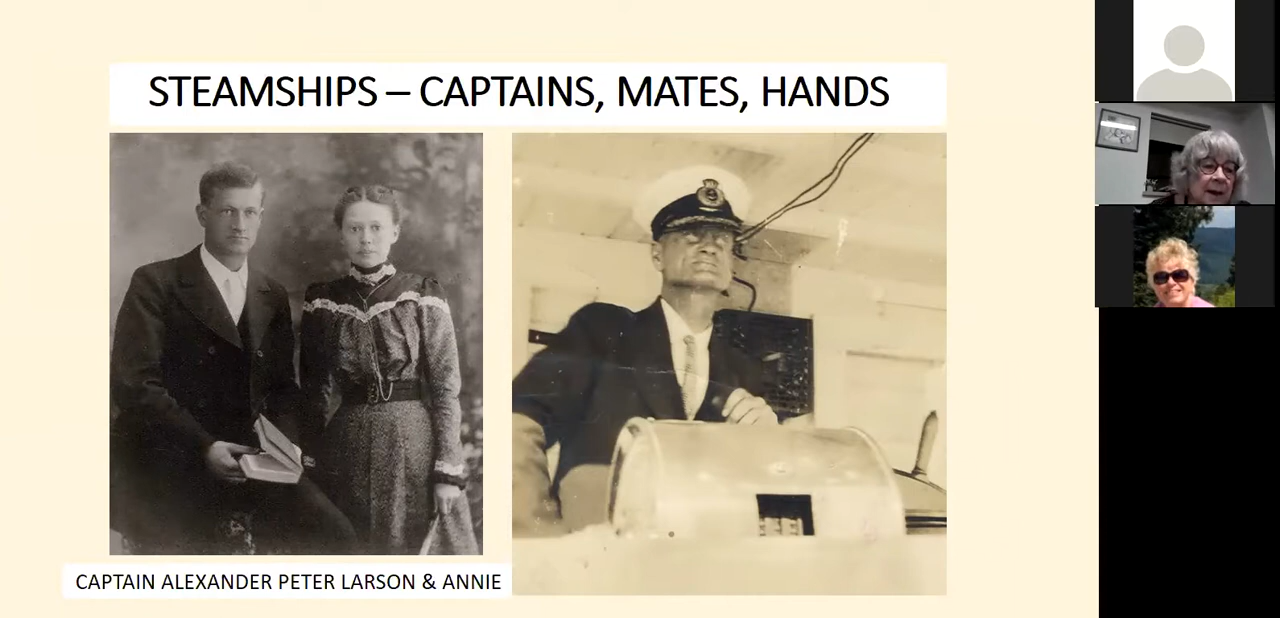 STEAMSHIPS – CAPTAINS, MATES, HANDS
CAPTAIN ALEXANDER PETER LARSON & ANNIE